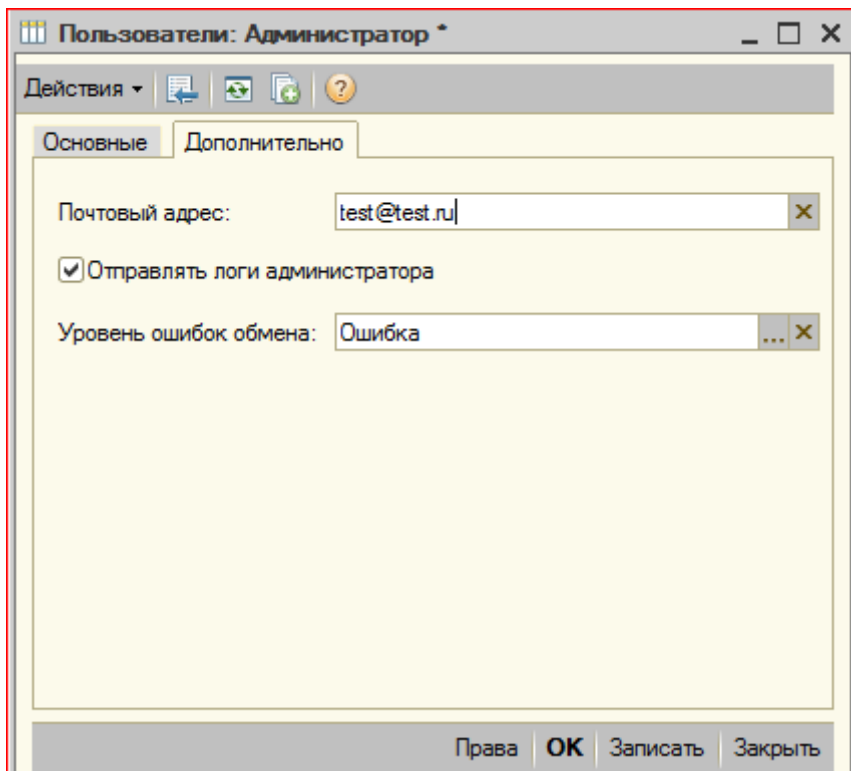 Пользователи: Администратор *
Действия
Основные Дополнительно
Почтовый адрес: test@test.ru
Отправлять логи администратора
Уровень ошибок обмена: Ошибка ...
Права ОК Записать Закрыть